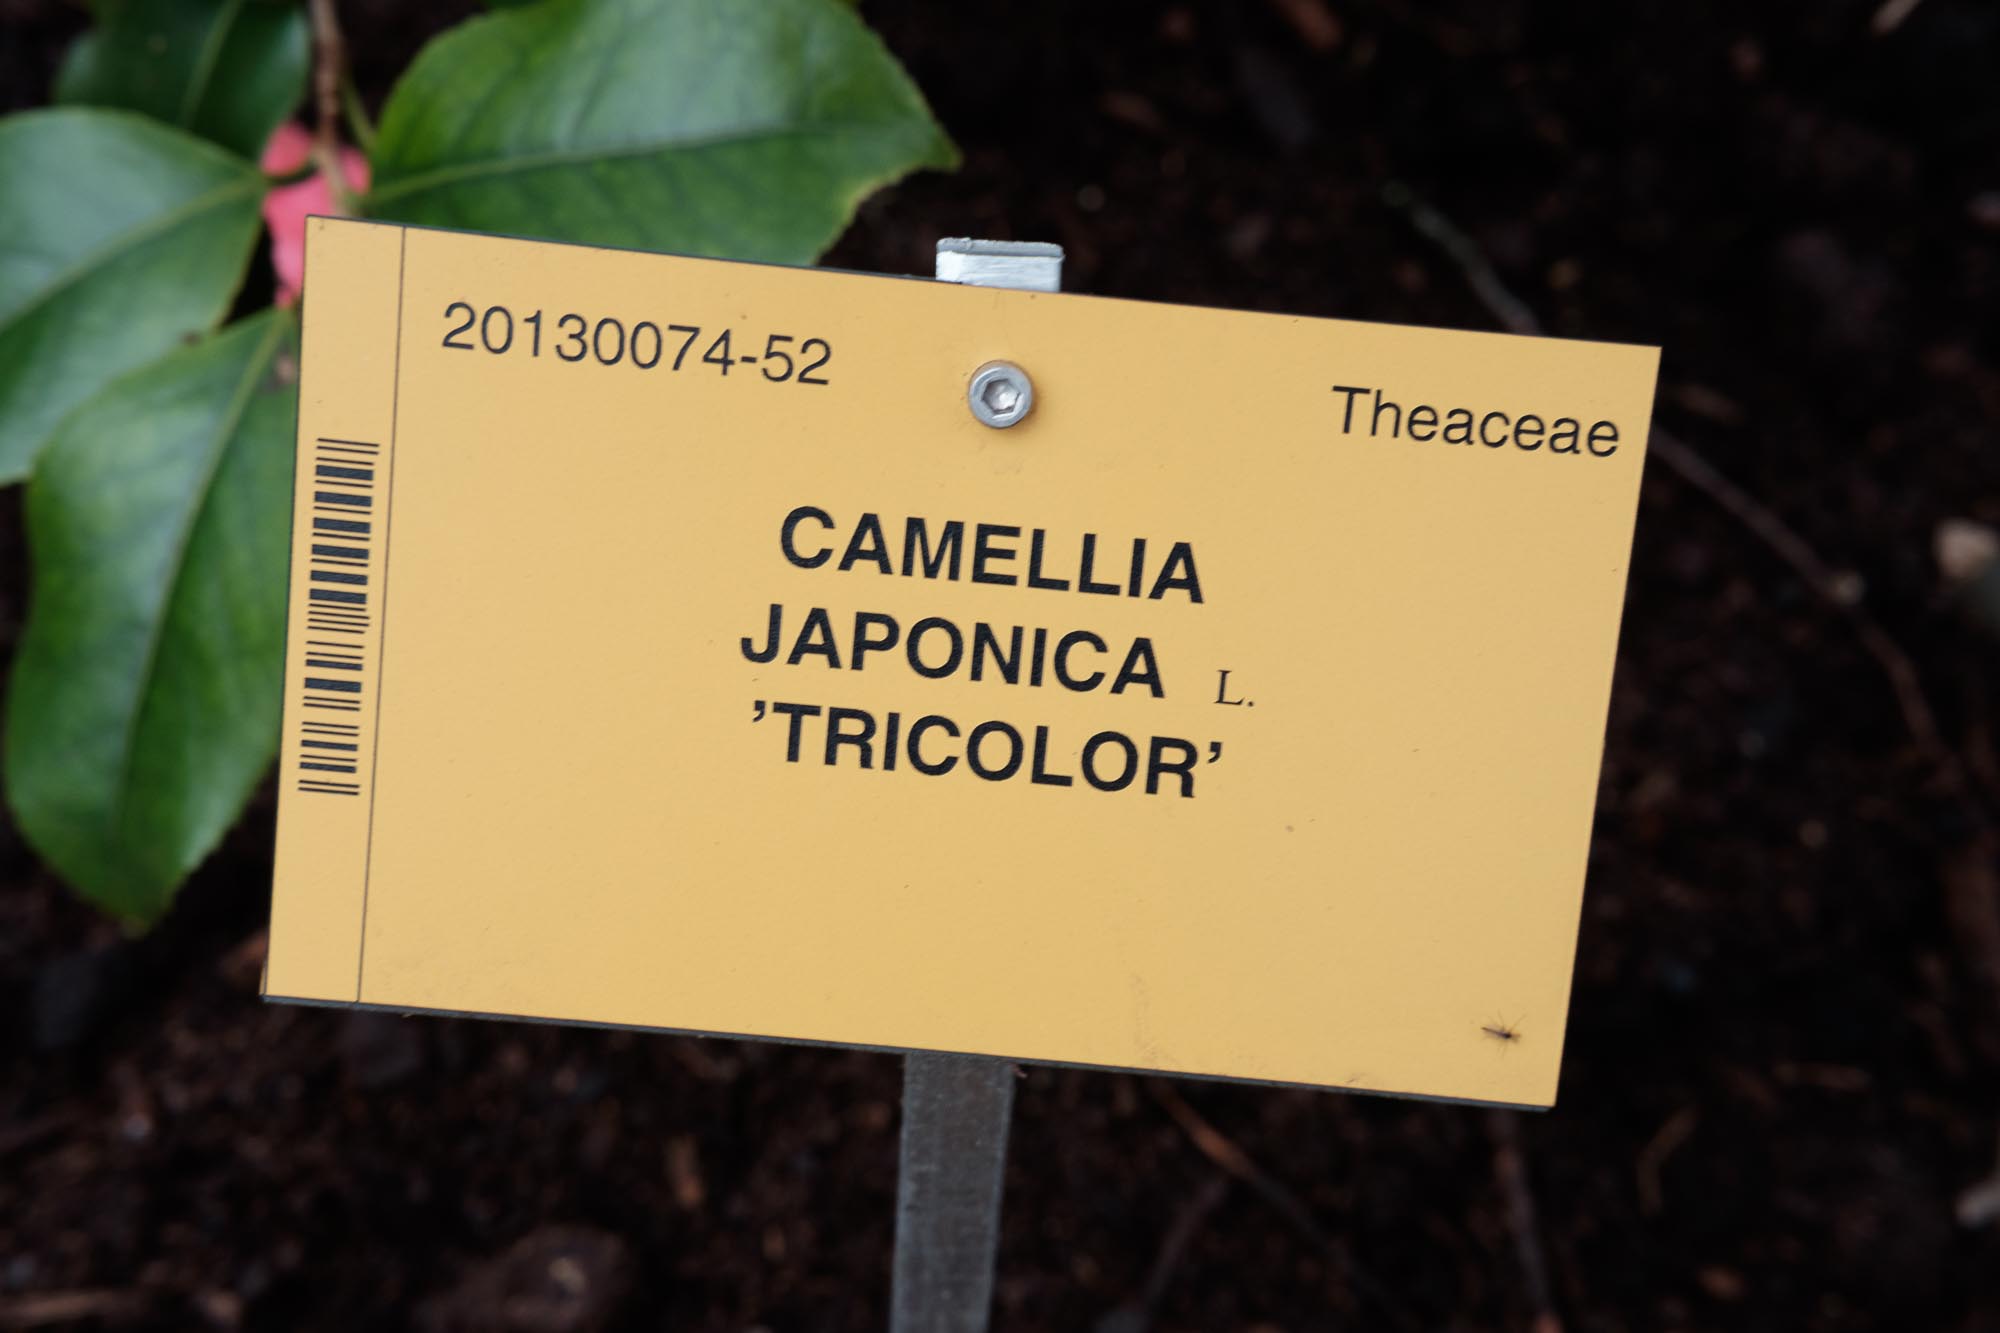 20130074-52
Theaceae
CAMELLIA
JAPONICA L.
’TRICOLOR’